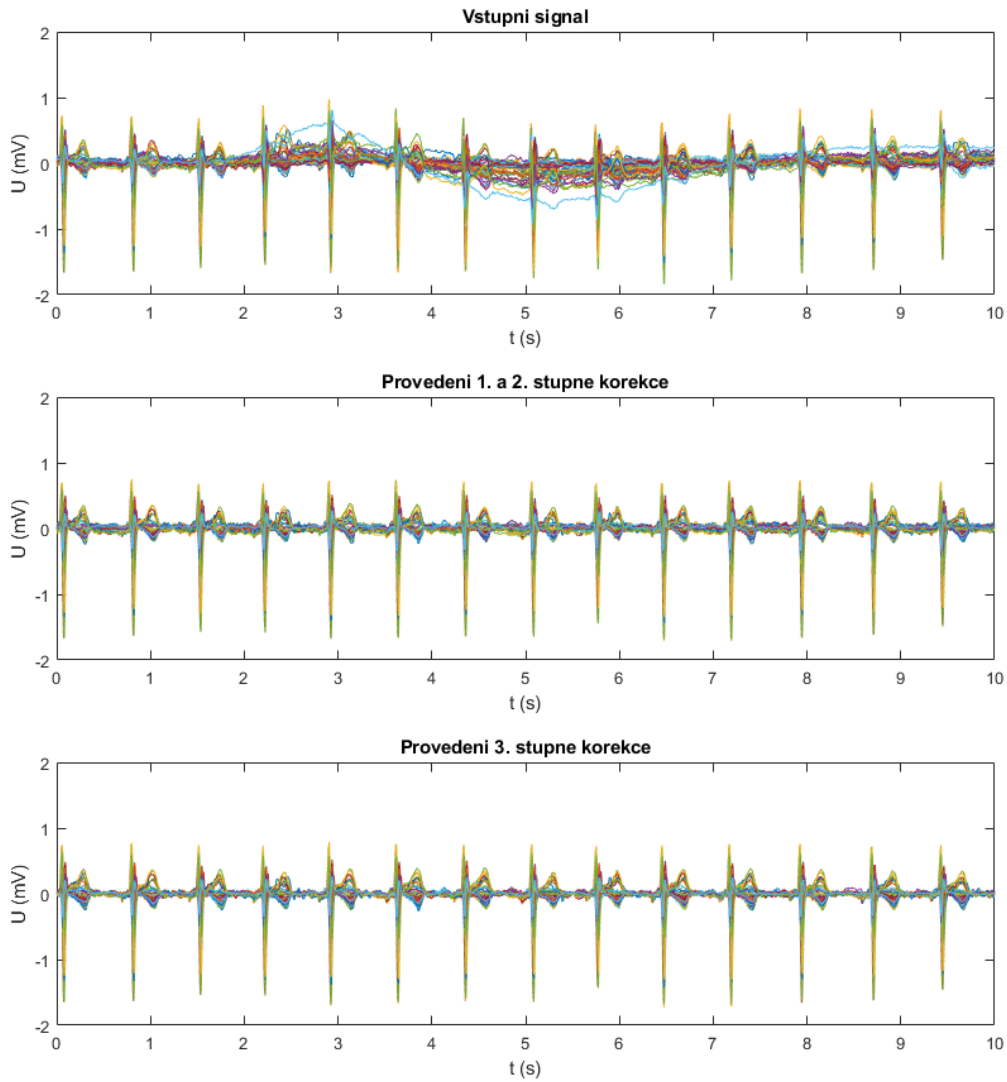 Vstupni signal
2
1
0
-1
-2
U (mV)
0 1 2 3 4 5 6 7 8 9 10
t (s)
Provedeni 1. a 2. stupne korekce
2
1
0
-1
-2
U (mV)
0 1 2 3 4 5 6 7 8 9 10
t (s)
Provedeni 3. stupne korekce
2
1
0
-1
-2
U (mV)
0 1 2 3 4 5 6 7 8 9 10
t (s)